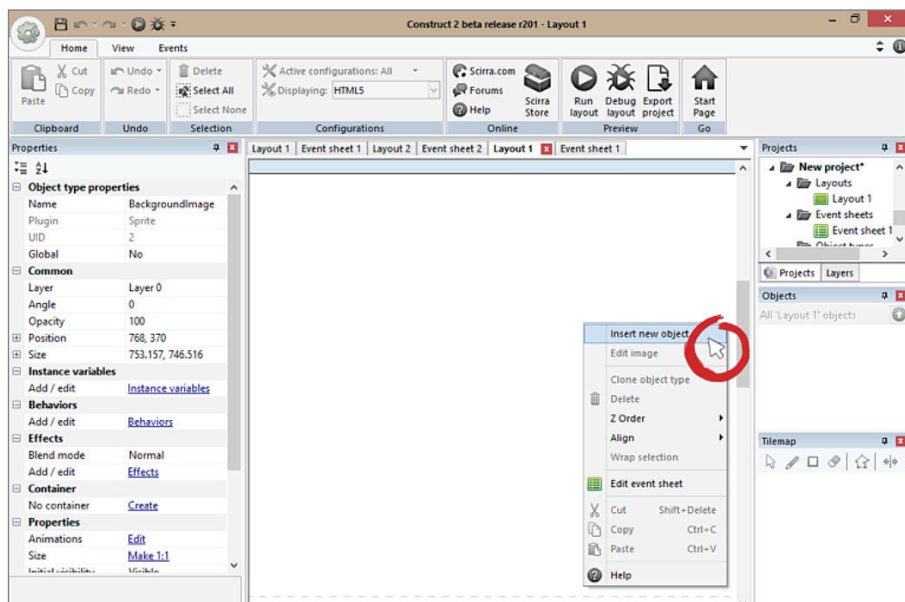 Construct 2 beta release r201 - Layout 1
Home View Events
Paste
Cut
Copy
Clipboard
Undo
Redo
Undo
Delete
Select All
Select None
Selection
Active configurations: All
Displaying: HTML5
Configurations
Scirra.com
Forums
Help
Scirra
Store
Online
Run
layout
Debug
layout
Export
project
Preview
Start
Page
Go
Properties
Object type properties
Name BackgroundImage
Plugin Sprite
UID 2
Global No
Common
Layer Layer 0
Angle 0
Opacity 100
Position 768, 370
Size 753.157, 746.516
Instance variables
Add / edit Instance variables
Behaviors
Add / edit Behaviors
Effects
Blend mode Normal
Add / edit Effects
Container
No container Create
Properties
Animations Edit
Size Make 1:1
Initial visibility Visible
Layout 1 Event sheet 1 Layout 2 Event sheet 2 Layout 1 Event sheet 1
Insert new object
Edit image
Clone object type
Delete
Z Order
Align
Wrap selection
Edit event sheet
Cut Shift+Delete
Copy Ctrl+C
Paste Ctrl+V
Help
Projects
New project*
Layouts
Layout 1
Event sheets
Event sheet 1
Object types
Projects Layers
Objects
All 'Layout 1' objects
Tilemap